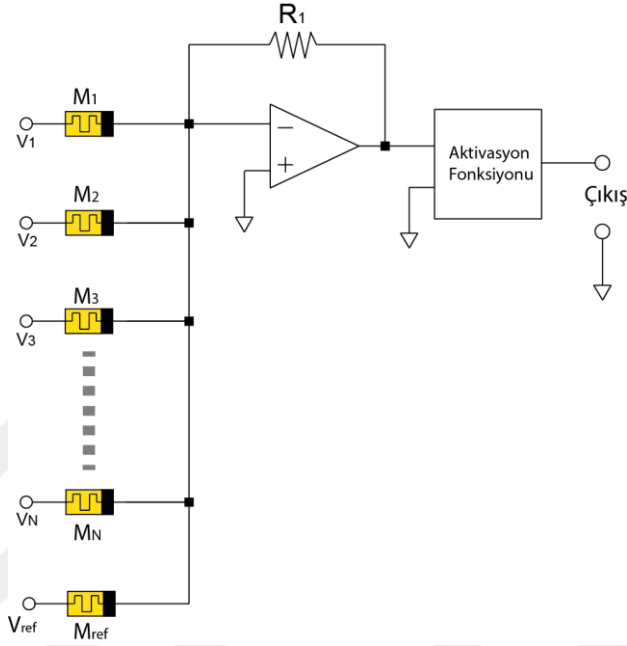 R1
M1
V1
Aktivasyon
Fonksiyonu
Çıkış
M2
V2
M3
V3
VN
MN
Vref
Mref